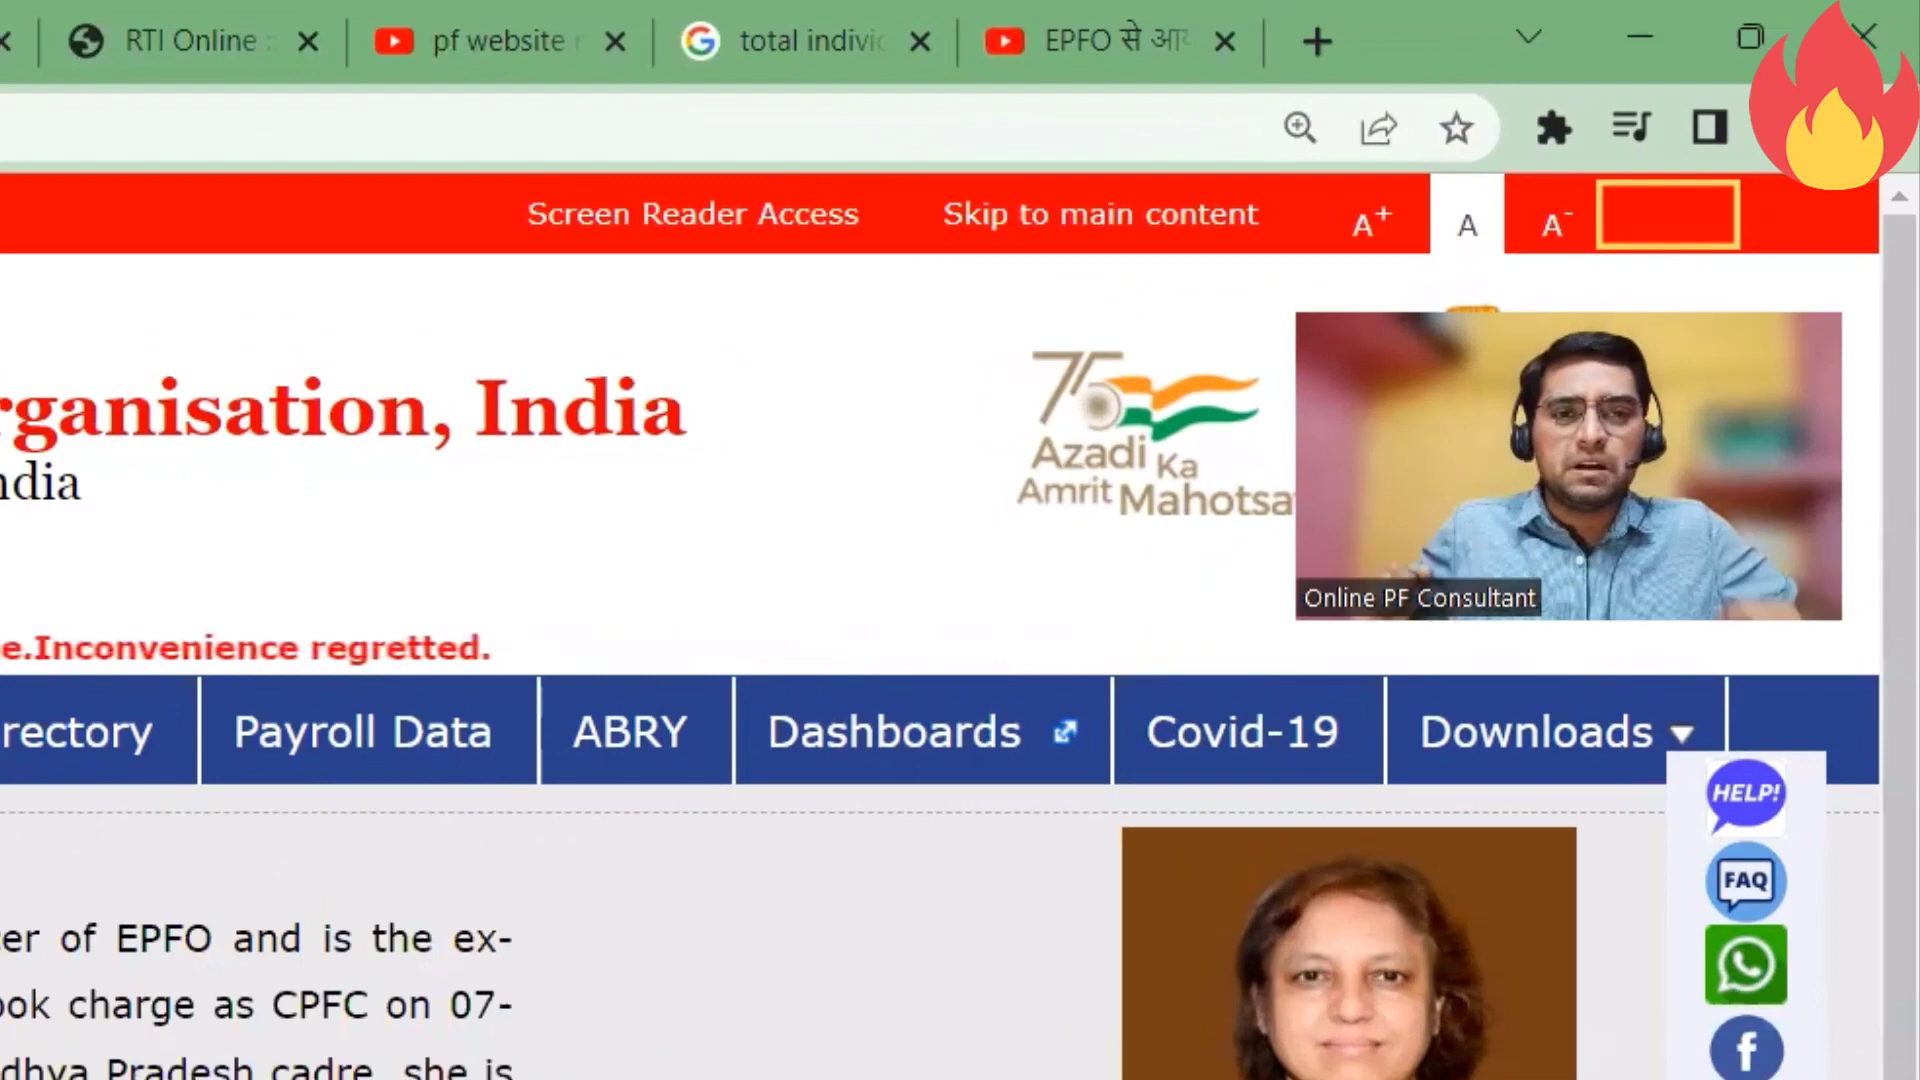 RTI Online
pf website
total indivi
EPFO से आ
Screen Reader Access
Skip to main content
A+
A
A-
rganisation, India
ndia
75
Azadi Ka
Amrit Mahotsa
Online PF Consultant
e.Inconvenience regretted.
rectory
Payroll Data
ABRY
Dashboards
Covid-19
Downloads
HELP!
FAQ
er of EPFO and is the ex-
ook charge as CPFC on 07-
dhya Pradesh cadre, she is